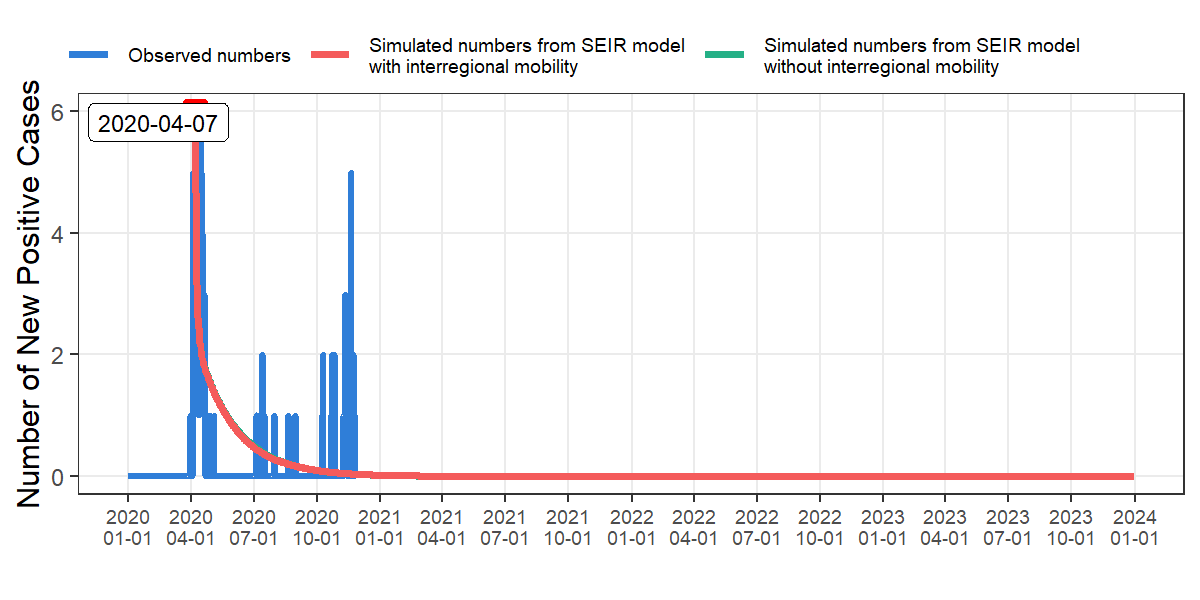 Observed numbers
Simulated numbers from SEIR model
with interregional mobility
Simulated numbers from SEIR model
without interregional mobility
Number of New Positive Cases
6
4
2
0
2020-04-07
2020 2020 2020 2020 2021 2021 2021 2021 2022 2022 2022 2022 2023 2023 2023 2023 2024
01-01 04-01 07-01 10-01 01-01 04-01 07-01 10-01 01-01 04-01 07-01 10-01 01-01 04-01 07-01 10-01 01-01